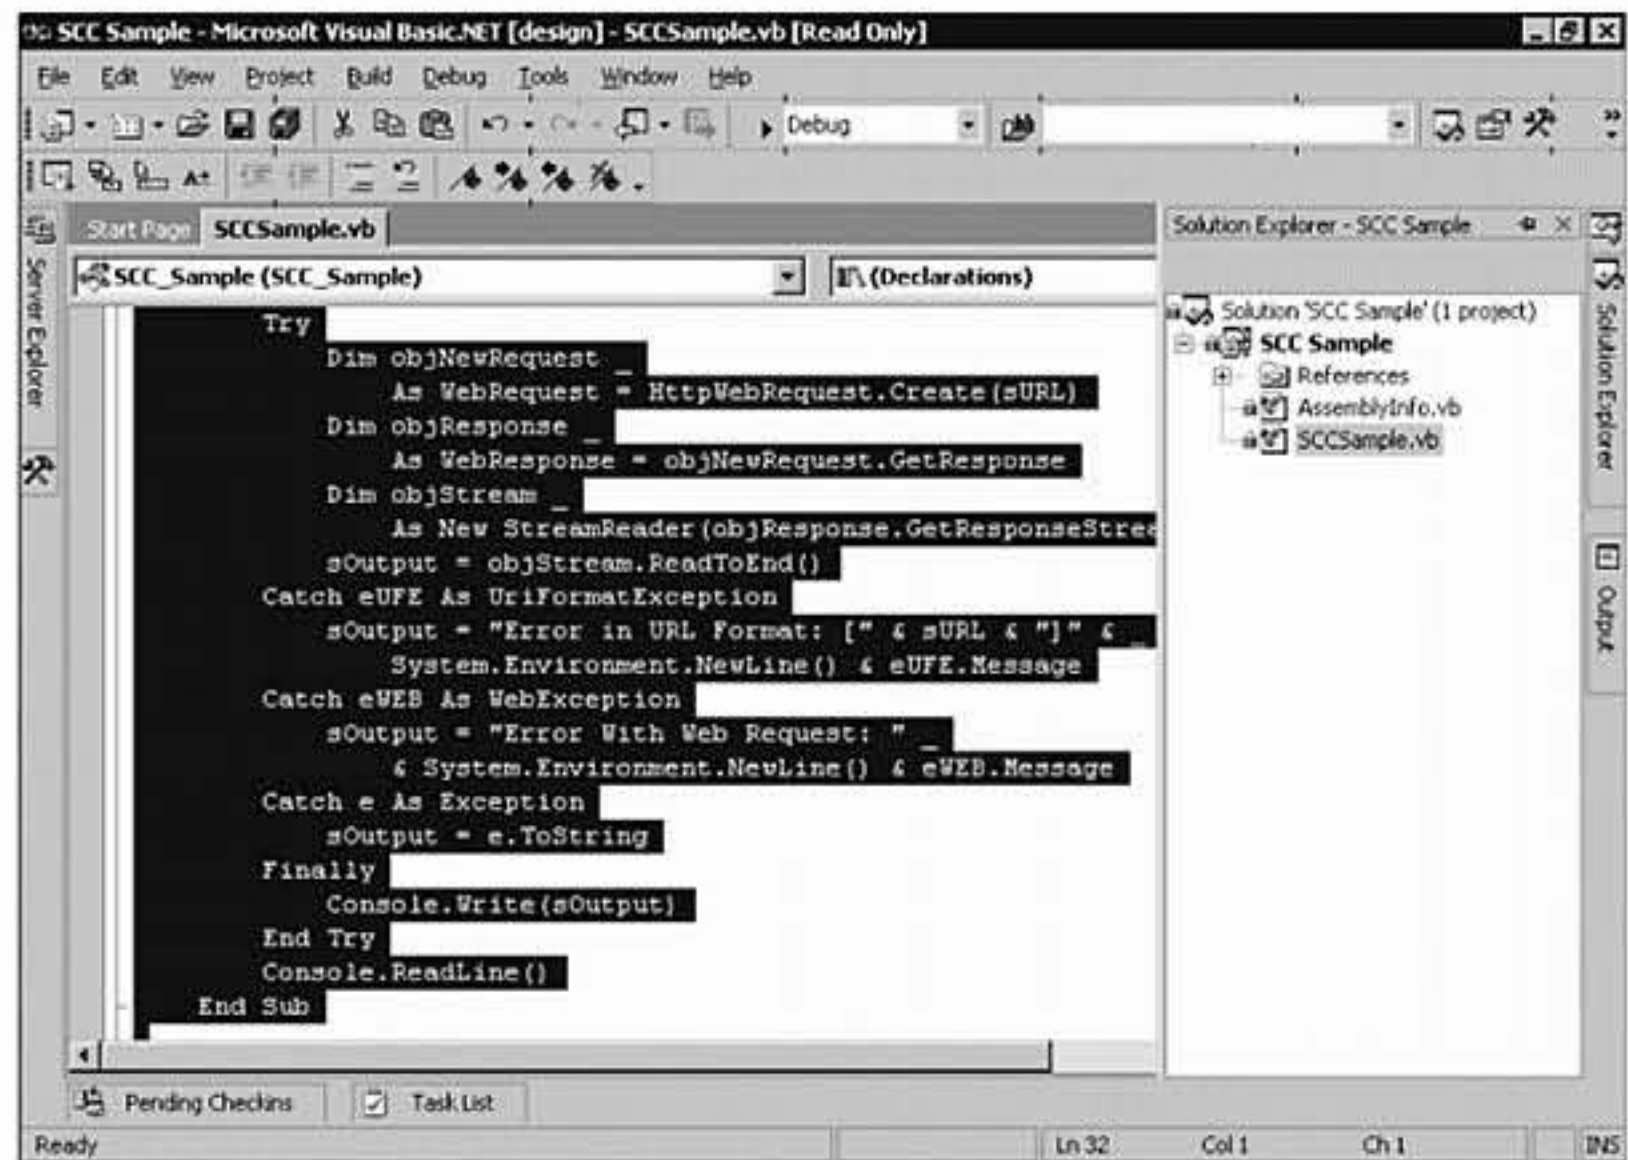 SCC Sample - Microsoft Visual Basic.NET [design] - SCCSample.vb [Read Only]
File Edit View Project Build Debug Tools Window Help
Debug
Start Page SCCSample.vb
SCC_Sample (SCC_Sample) (Declarations)
Try
Dim objNewRequest _
As WebRequest = HttpWebRequest.Create(sURL)
Dim objResponse _
As WebResponse = objNewRequest.GetResponse
Dim objStream _
As New StreamReader(objResponse.GetResponseStrea
sOutput = objStream.ReadToEnd()
Catch eUFE As UriFormatException
sOutput = "Error in URL Format: [" & sURL & "]" & _
System.Environment.NewLine() & eUFE.Message
Catch eWEB As WebException
sOutput = "Error With Web Request: " _
& System.Environment.NewLine() & eWEB.Message
Catch e As Exception
sOutput = e.ToString
Finally
Console.Write(sOutput)
End Try
Console.ReadLine()
End Sub
Server Explorer
Solution Explorer - SCC Sample
Solution 'SCC Sample' (1 project)
SCC Sample
References
AssemblyInfo.vb
SCCSample.vb
Solution Explorer
Output
Pending Checkins Task List
Ready Ln 32 Col 1 Ch 1 INS